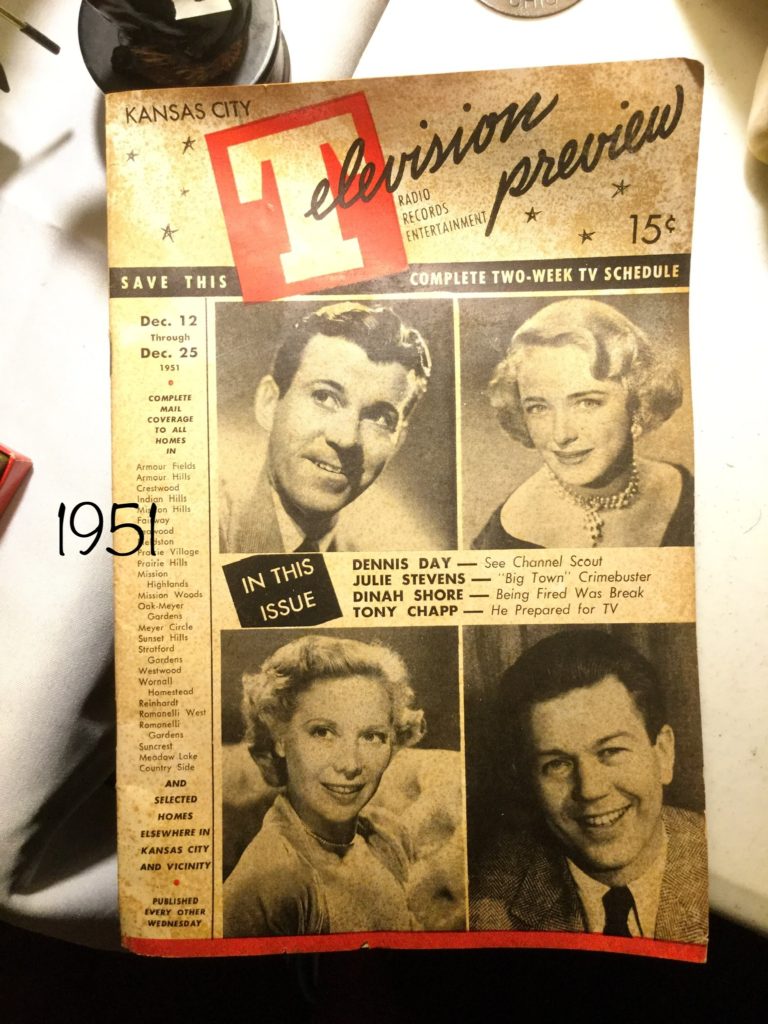 OHIO
KANSAS CITY
Television
preview
RADIO
RECORDS
ENTERTAINMENT
15¢
SAVE THIS
COMPLETE TWO-WEEK TV SCHEDULE
Dec. 12
Through
Dec. 25
1951
COMPLETE
MAIL
COVERAGE
TO ALL
HOMES
IN
Armour Fields
Armour Hills
Crestwood
Indian Hills
Hills
1951
Village
Prairie Hills
Mission
Highlands
Mission Woods
Oak-Meyer
Gardens
Meyer Circle
Sunset Hills
Stratford
Gardens
Westwood
Wornall
Homestead
Reinhardt
Romanelli West
Romanelli
Gardens
Suncrest
Meadow Lake
Country Side
AND
SELECTED
HOMES
ELSEWHERE IN
KANSAS CITY
AND VICINITY
PUBLISHED
EVERY OTHER
WEDNESDAY
IN THIS
ISSUE
DENNIS DAY — See Channel Scout
JULIE STEVENS — "Big Town" Crimebuster
DINAH SHORE — Being Fired Was Break
TONY CHAPP — He Prepared for TV